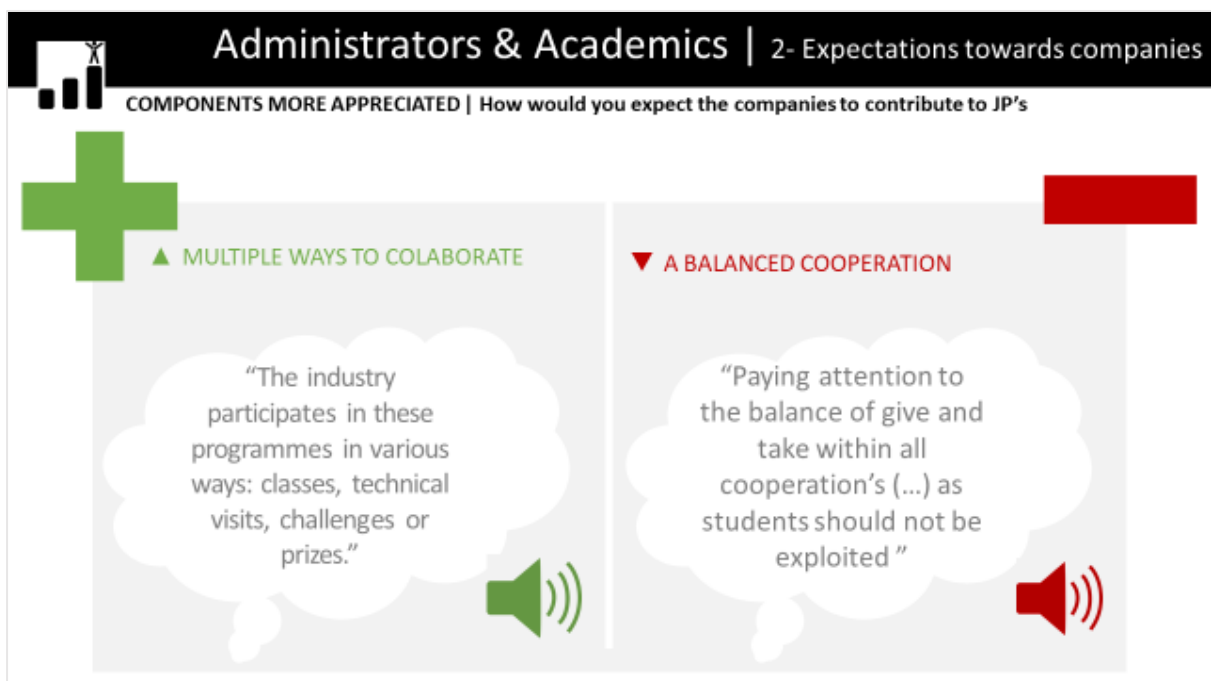 Administrators & Academics | 2- Expectations towards companies
COMPONENTS MORE APPRECIATED | How would you expect the companies to contribute to JP's
▲ MULTIPLE WAYS TO COLABORATE
“The industry
participates in these
programmes in various
ways: classes, technical
visits, challenges or
prizes.”
▼ A BALANCED COOPERATION
“Paying attention to
the balance of give and
take within all
cooperation’s (...) as
students should not be
exploited ”